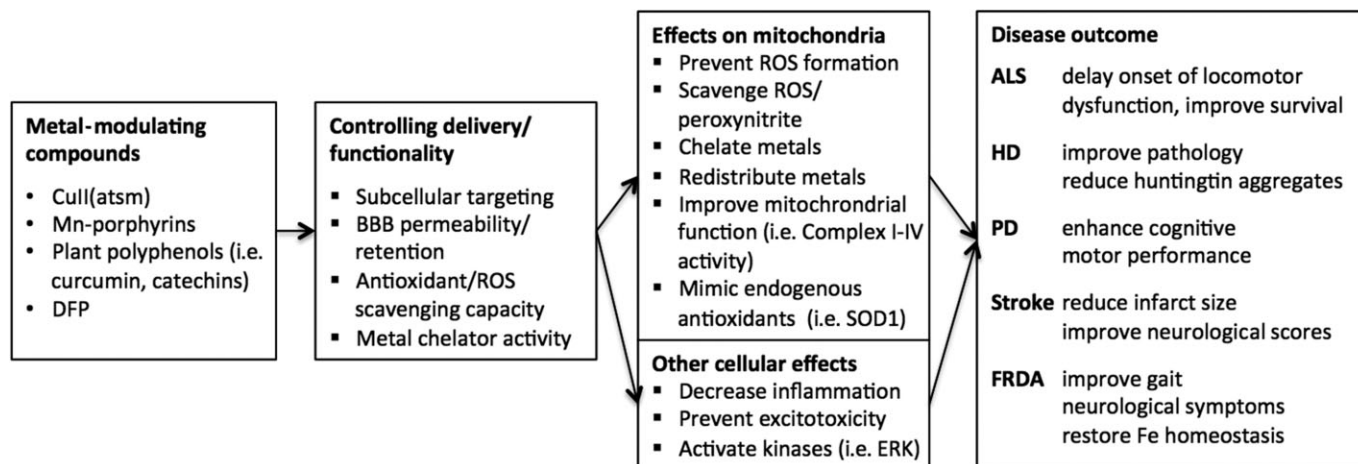 Metal-modulating
compounds
• CuII(atsm)
• Mn-porphyrins
• Plant polyphenols (i.e.
curcumin, catechins)
• DFP
Controlling delivery/
functionality
▪ Subcellular targeting
▪ BBB permeability/
retention
▪ Antioxidant/ROS
scavenging capacity
▪ Metal chelator activity
Effects on mitochondria
▪ Prevent ROS formation
▪ Scavenge ROS/
peroxynitrite
▪ Chelate metals
▪ Redistribute metals
▪ Improve mitochrondrial
function (i.e. Complex I-IV
activity)
▪ Mimic endogenous
antioxidants (i.e. SOD1)
Other cellular effects
▪ Decrease inflammation
▪ Prevent excitotoxicity
▪ Activate kinases (i.e. ERK)
Disease outcome
ALS delay onset of locomotor
dysfunction, improve survival
HD improve pathology
reduce huntingtin aggregates
PD enhance cognitive
motor performance
Stroke reduce infarct size
improve neurological scores
FRDA improve gait
neurological symptoms
restore Fe homeostasis